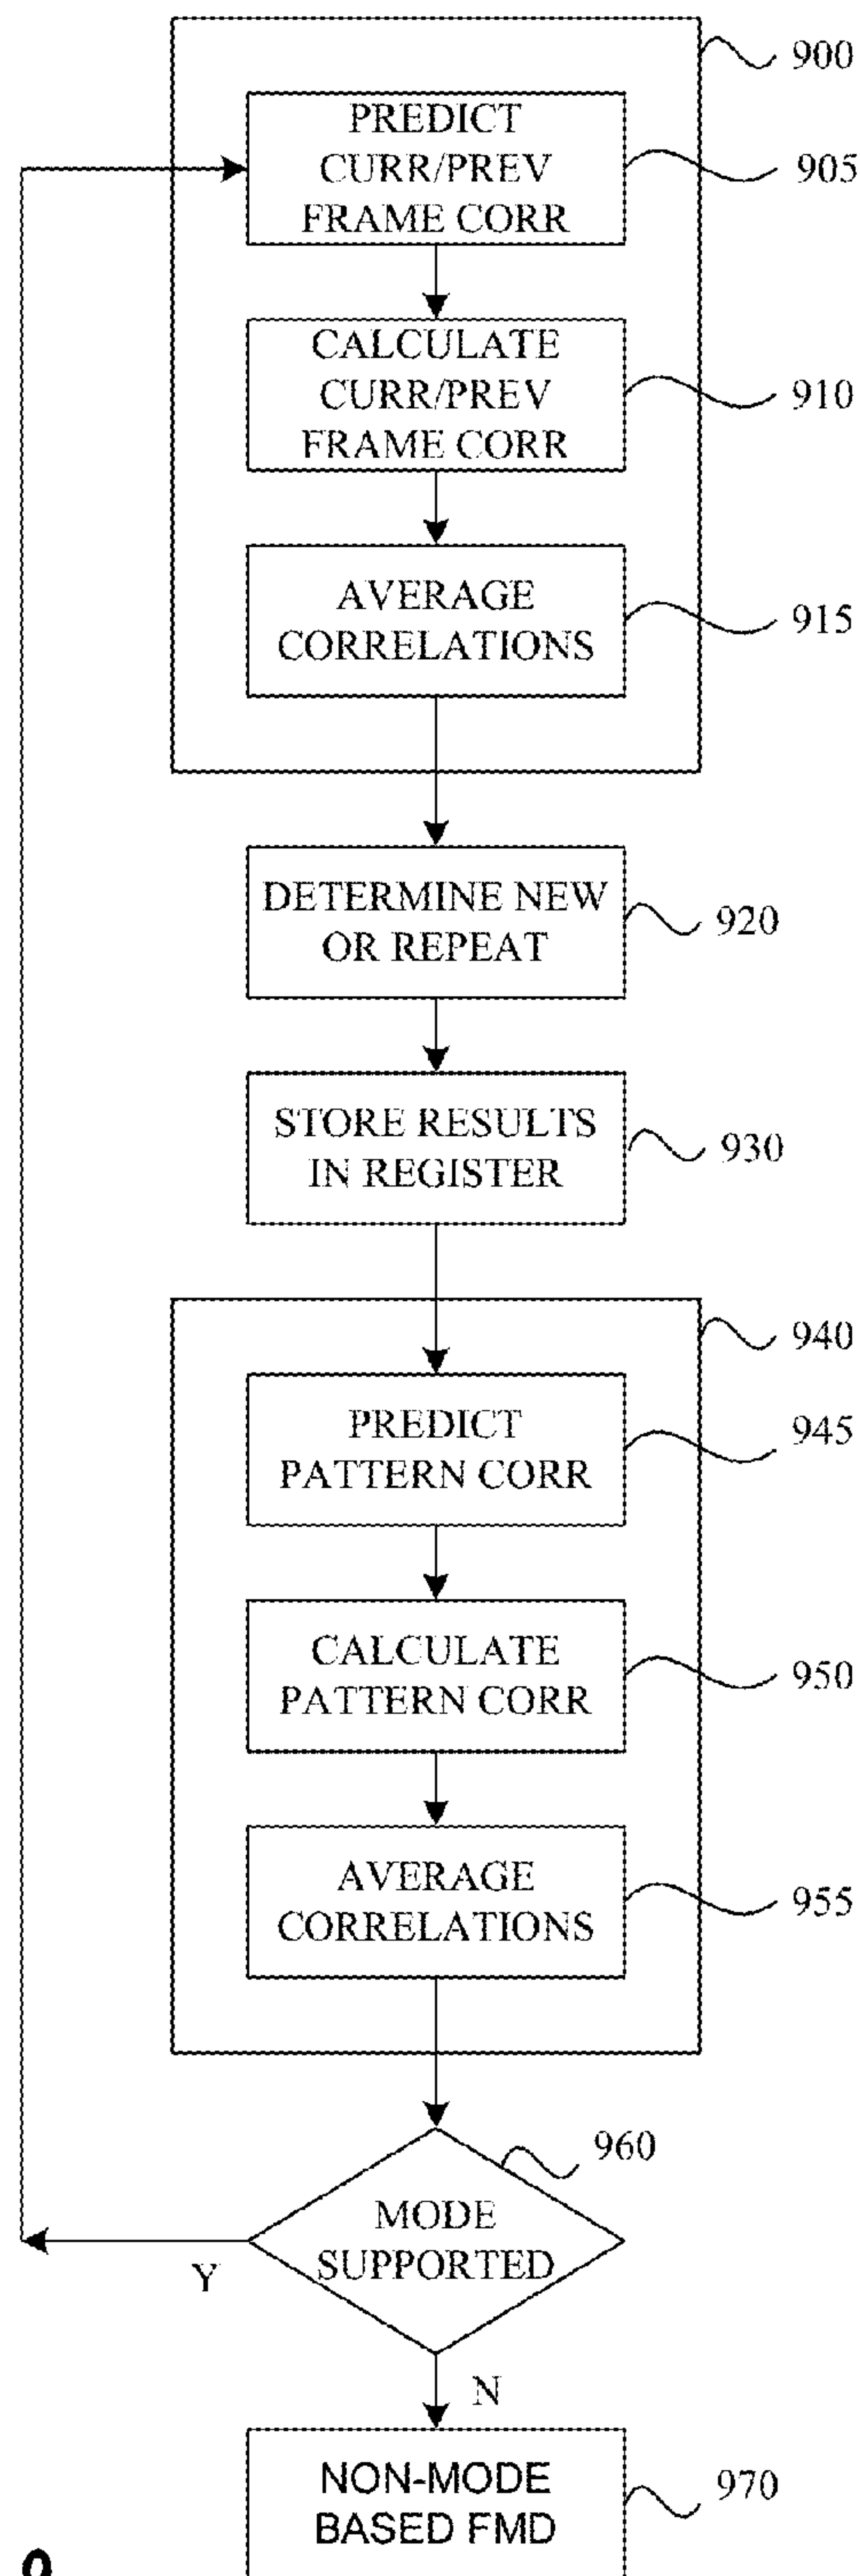 900
PREDICT
CURR/PREV
FRAME CORR
905
CALCULATE
CURR/PREV
FRAME CORR
910
AVERAGE
CORRELATIONS
915
DETERMINE NEW
OR REPEAT
920
STORE RESULTS
IN REGISTER
930
940
PREDICT
PATTERN CORR
945
CALCULATE
PATTERN CORR
950
AVERAGE
CORRELATIONS
955
960
MODE
SUPPORTED
Y
N
NON-MODE
BASED FMD
970